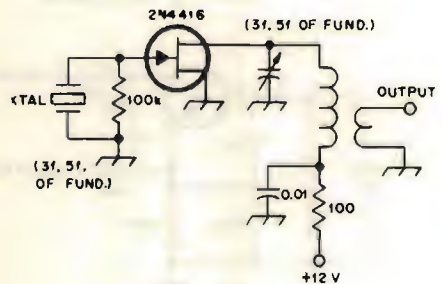 2N4416
(3f, 5f OF FUND.)
XTAL
100k
OUTPUT
(3f, 5f,
OF FUND.)
0.01
100
+12 V